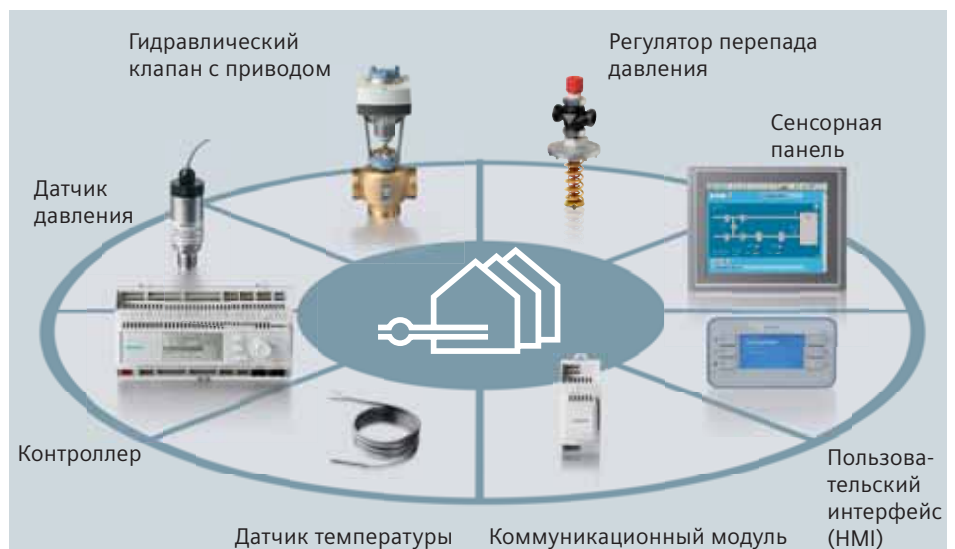 Гидравлический
клапан с приводом
Регулятор перепада
давления
Сенсорная
панель
Датчик
давления
Контроллер
Датчик температуры
Коммуникационный модуль
Пользова-
тельский
интерфейс
(HMI)